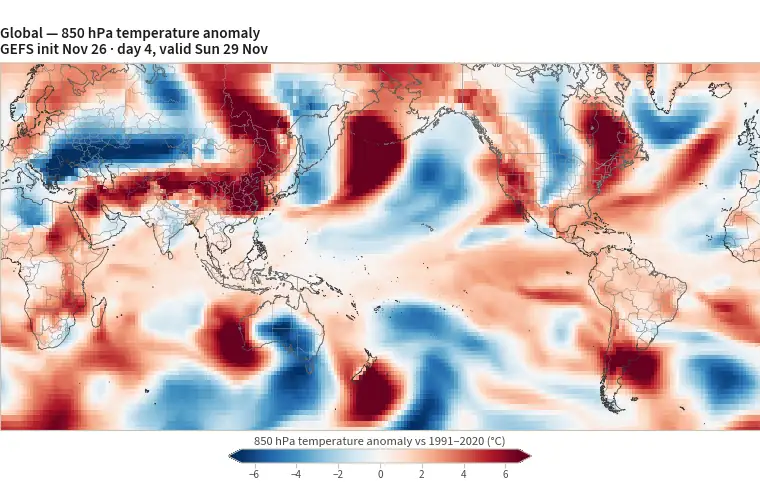 Global — 850 hPa temperature anomaly
GEFS init Nov 26 · day 4, valid Sun 29 Nov
850 hPa temperature anomaly vs 1991–2020 (°C)
−6 −4 −2 0 2 4 6